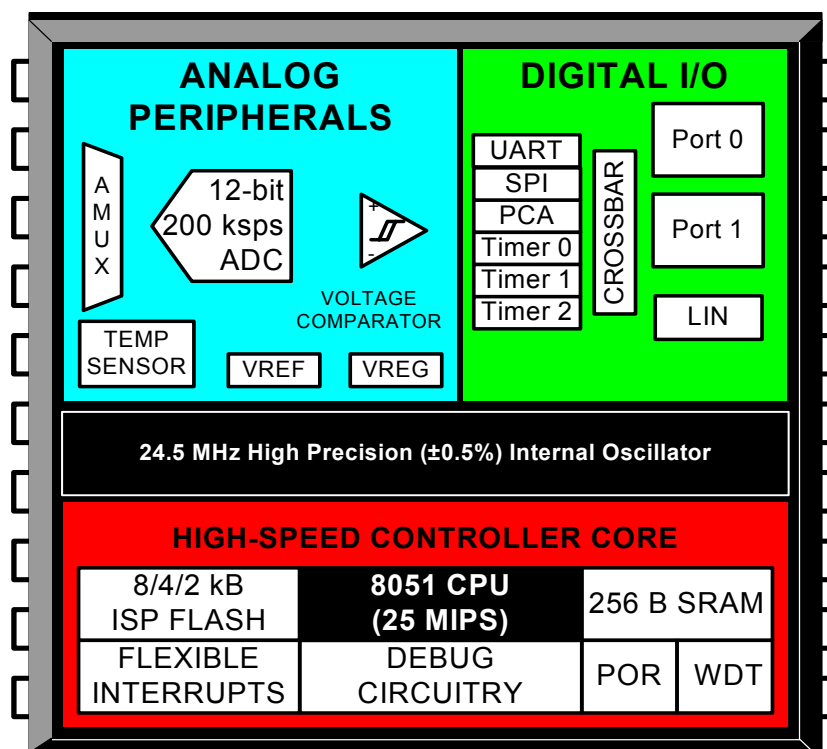 ANALOG
PERIPHERALS
A
M
U
X
12-bit
200 ksps
ADC
+
-
VOLTAGE
COMPARATOR
TEMP
SENSOR
VREF
VREG
DIGITAL I/O
UART
SPI
PCA
Timer 0
Timer 1
Timer 2
CROSSBAR
Port 0
Port 1
LIN
24.5 MHz High Precision (±0.5%) Internal Oscillator
HIGH-SPEED CONTROLLER CORE
8/4/2 kB
ISP FLASH
8051 CPU
(25 MIPS)
256 B SRAM
FLEXIBLE
INTERRUPTS
DEBUG
CIRCUITRY
POR
WDT